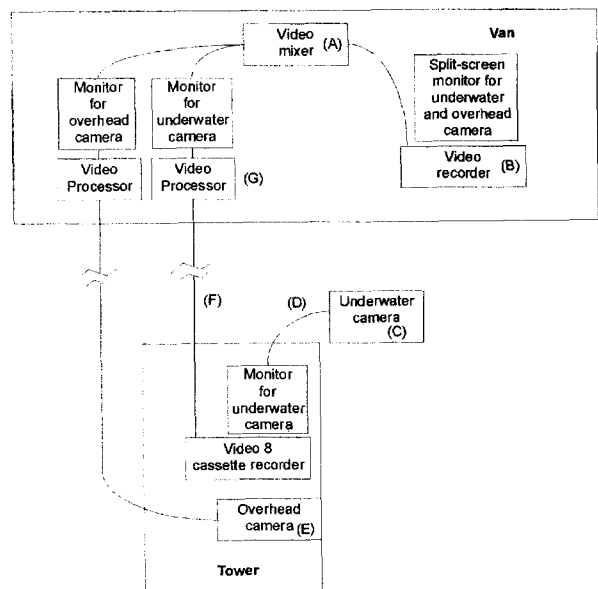 Video
mixer (A)
Van
Split-screen
monitor for
underwater
and overhead
camera
Monitor
for
overhead
camera
Monitor
for
underwater
camera
Video
recorder (B)
Video
Processor
Video
Processor
(G)
(F)
(D)
Underwater
camera
(C)
Monitor
for
underwater
camera
Video 8
cassette recorder
Overhead
camera (E)
Tower